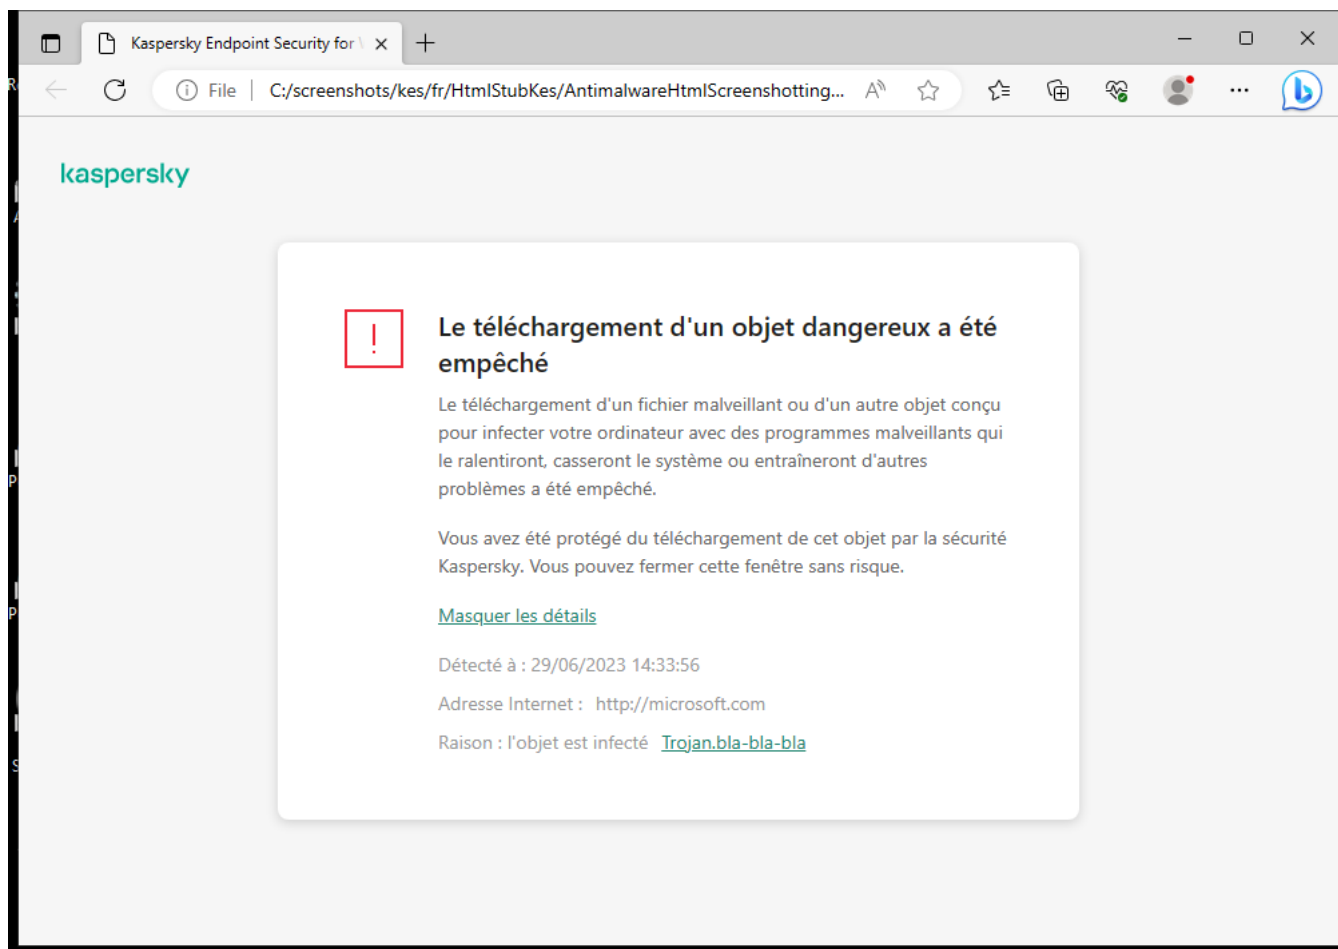 Kaspersky Endpoint Security for
File
C:/screenshots/kes/fr/HtmlStubKes/AntimalwareHtmlScreenshotting...
kaspersky
!
Le téléchargement d'un objet dangereux a été
empêché
Le téléchargement d'un fichier malveillant ou d'un autre objet conçu
pour infecter votre ordinateur avec des programmes malveillants qui
le ralentiront, casseront le système ou entraîneront d'autres
problèmes a été empêché.
Vous avez été protégé du téléchargement de cet objet par la sécurité
Kaspersky. Vous pouvez fermer cette fenêtre sans risque.
Masquer les détails
Détecté à : 29/06/2023 14:33:56
Adresse Internet : http://microsoft.com
Raison : l'objet est infecté Trojan.bla-bla-bla